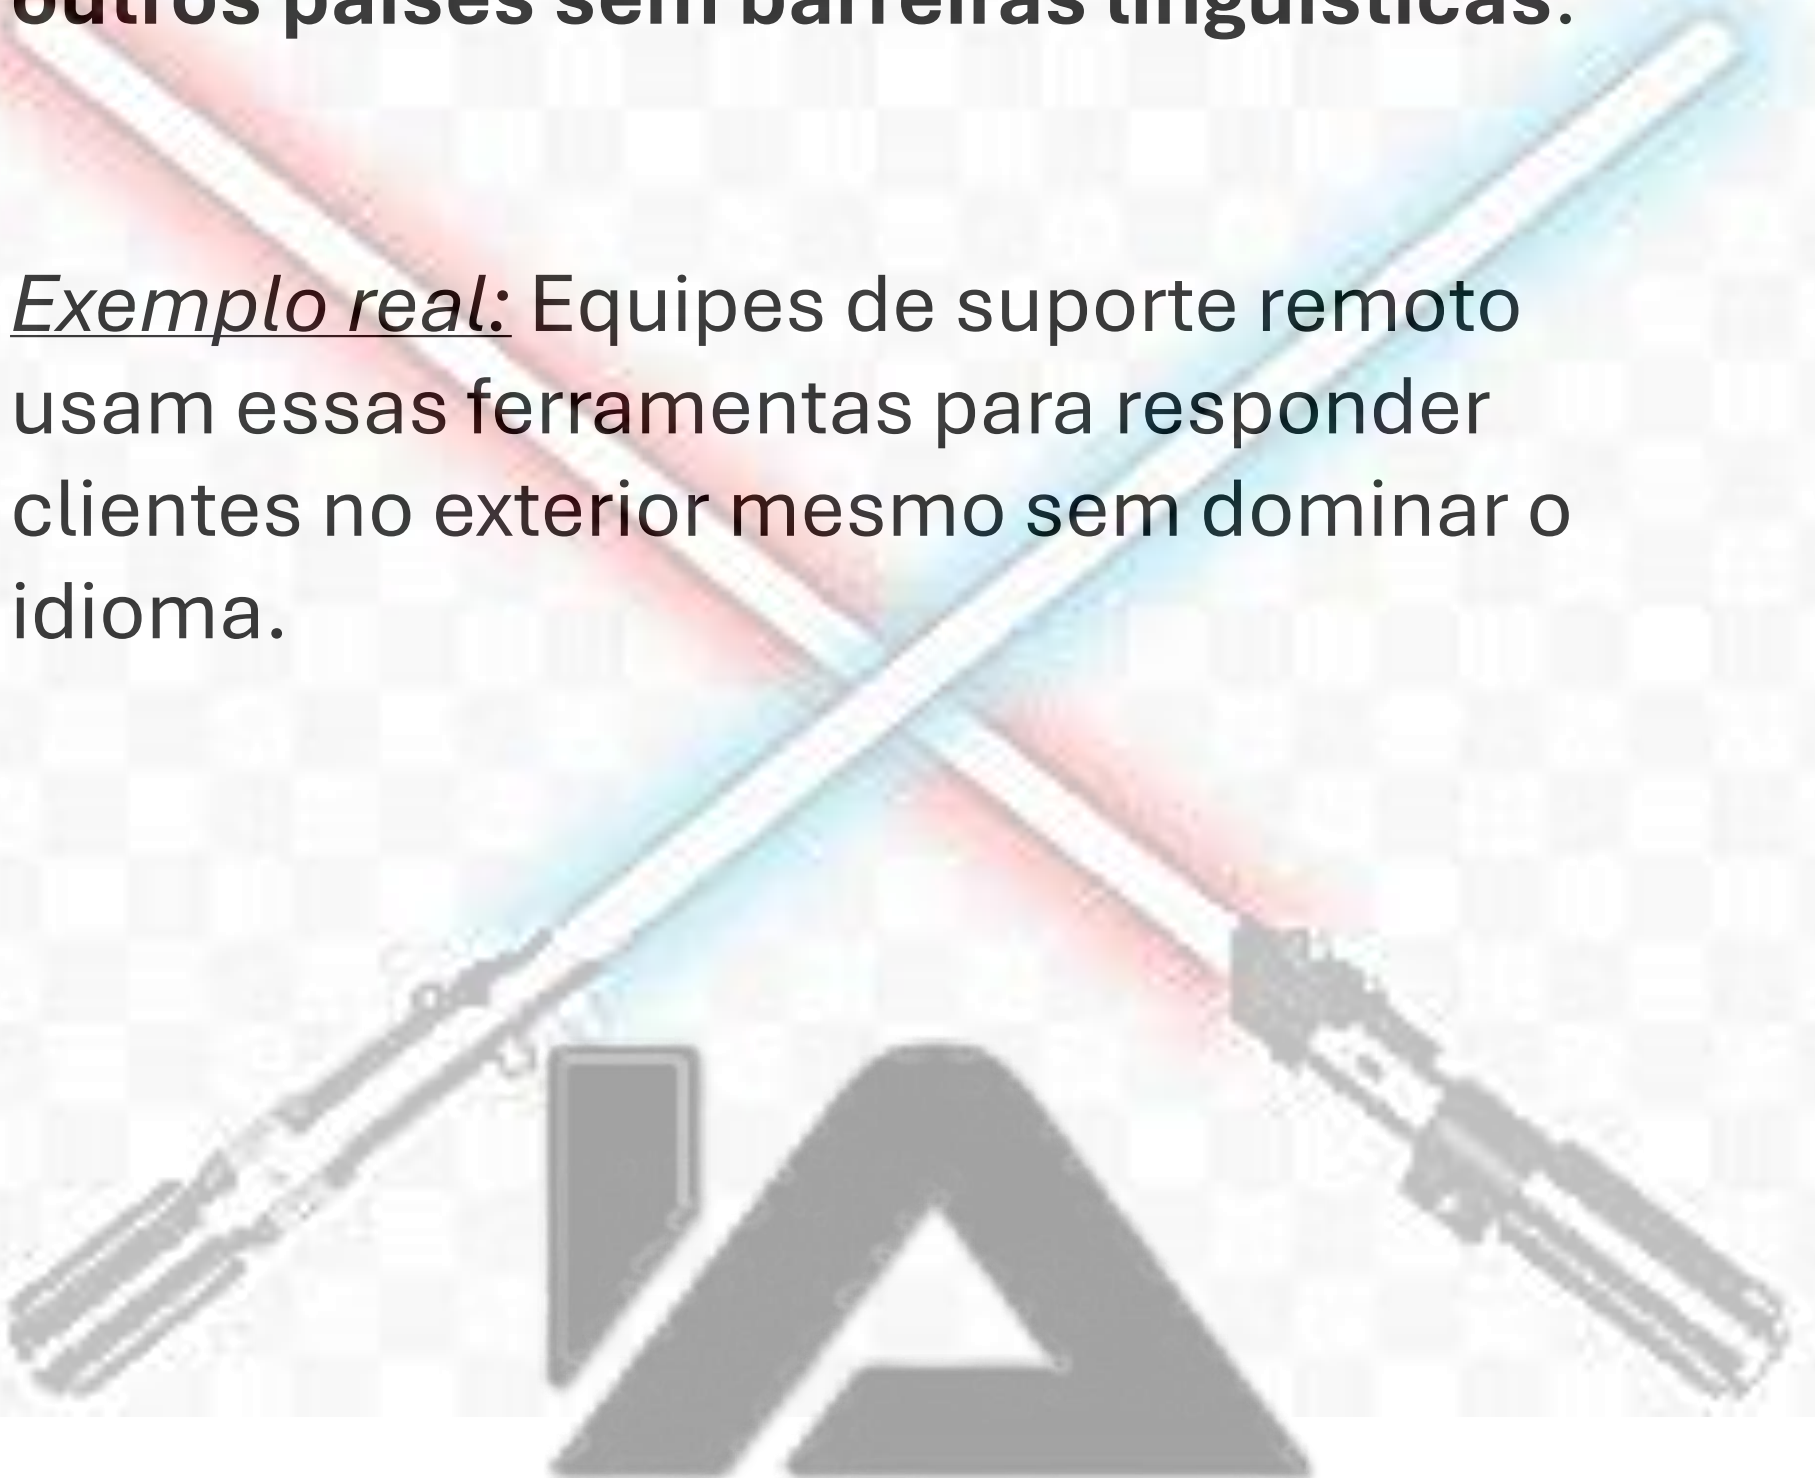 outros países sem barreiras linguísticas.
Exemplo real: Equipes de suporte remoto
usam essas ferramentas para responder
clientes no exterior mesmo sem dominar o
idioma.
IA